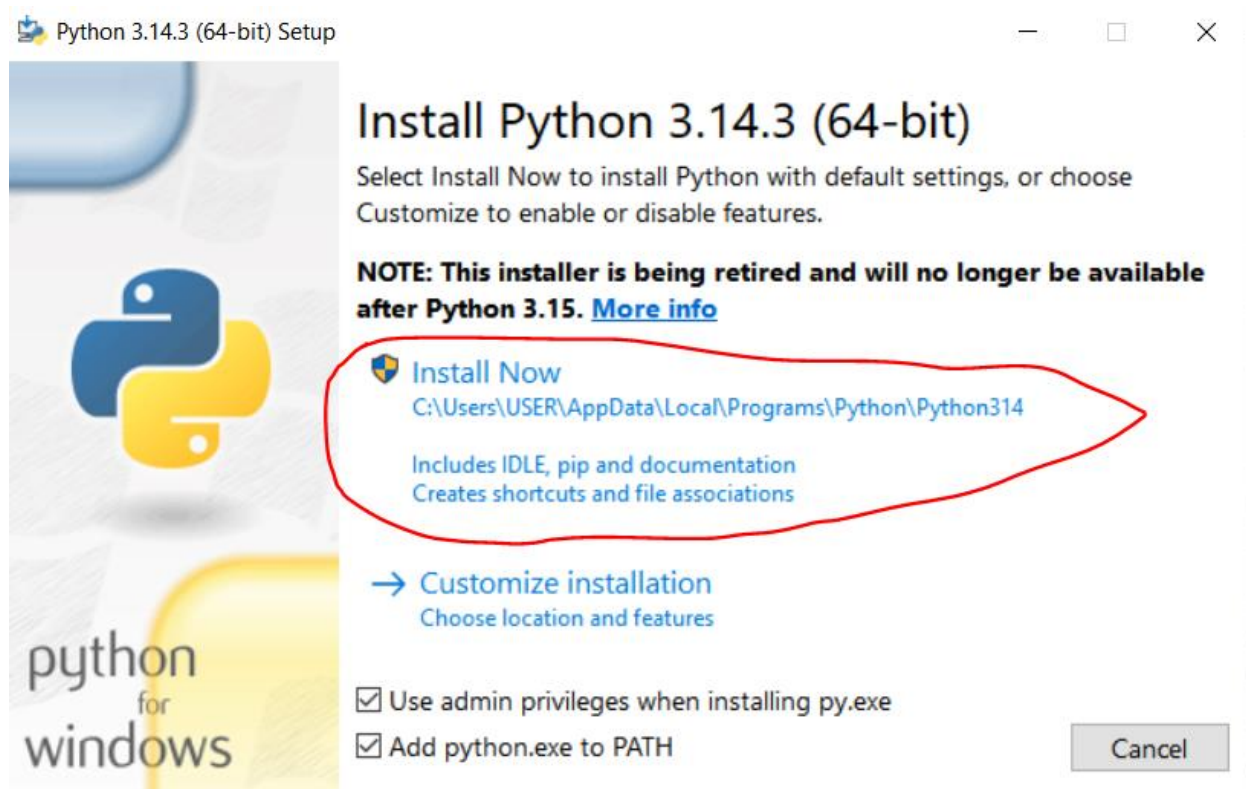 Python 3.14.3 (64-bit) Setup
Install Python 3.14.3 (64-bit)
Select Install Now to install Python with default settings, or choose
Customize to enable or disable features.
NOTE: This installer is being retired and will no longer be available
after Python 3.15. More info
Install Now
C:\Users\USER\AppData\Local\Programs\Python\Python314
Includes IDLE, pip and documentation
Creates shortcuts and file associations
Customize installation
Choose location and features
python
for
windows
Use admin privileges when installing py.exe
Add python.exe to PATH
Cancel